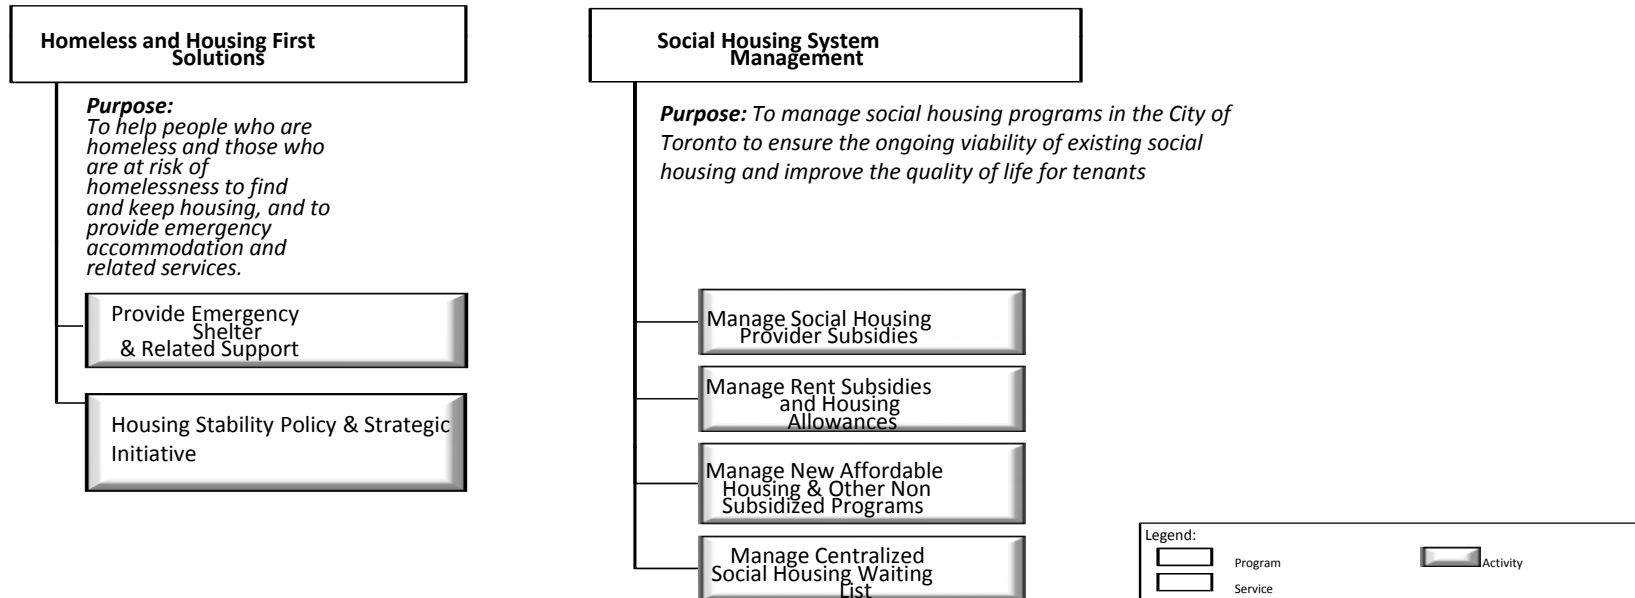 Homeless and Housing First
Solutions
Purpose:
To help people who are
homeless and those who
are at risk of
homelessness to find
and keep housing, and to
provide emergency
accommodation and
related services.
Provide Emergency
Shelter
& Related Support
Housing Stability Policy & Strategic
Initiative
Social Housing System
Management
Purpose: To manage social housing programs in the City of
Toronto to ensure the ongoing viability of existing social
housing and improve the quality of life for tenants
Manage Social Housing
Provider Subsidies
Manage Rent Subsidies
and Housing
Allowances
Manage New Affordable
Housing & Other Non
Subsidized Programs
Manage Centralized
Social Housing Waiting
List
Legend:
Program
Activity
Service